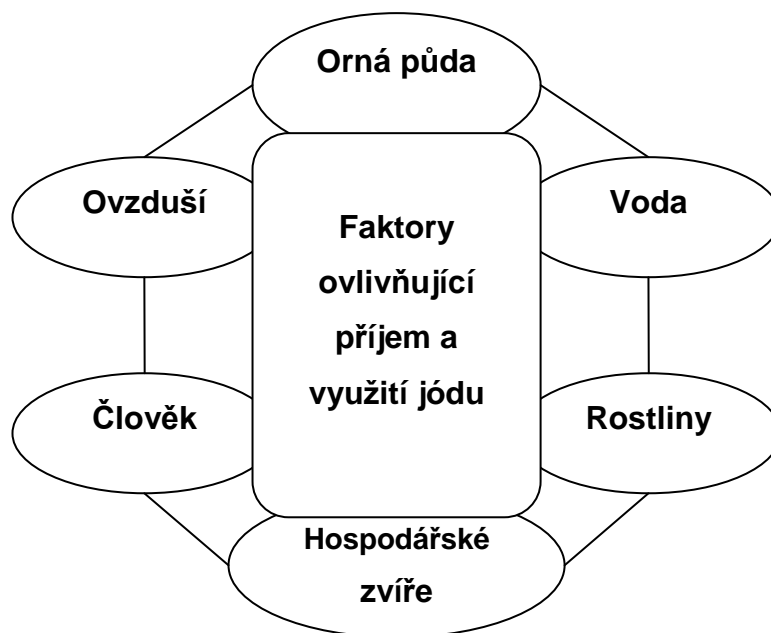 Orná půda
Ovzduší
Voda
Faktory
ovlivňující
příjem a
využití jódu
Člověk
Rostliny
Hospodářské
zvíře